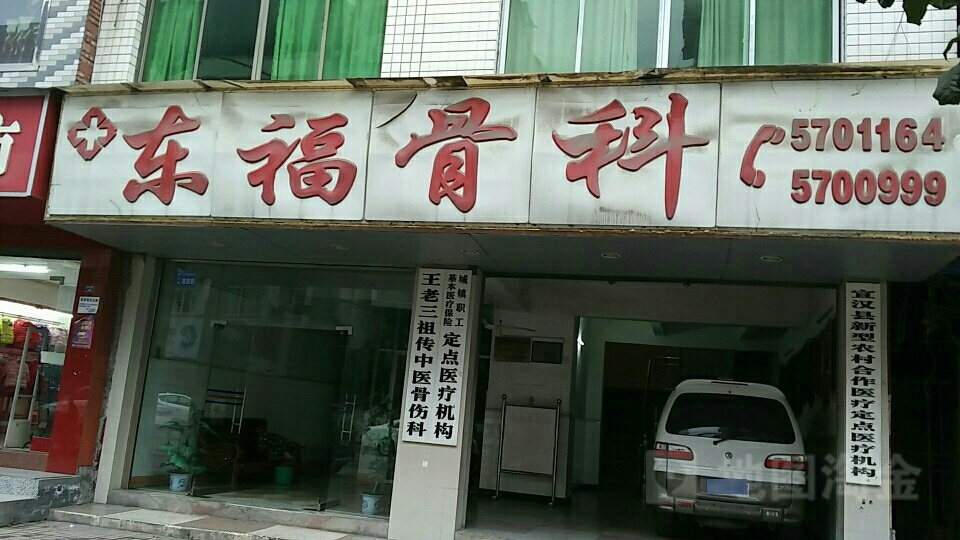 东福骨科
5701164
5700999
城镇职工
基本医疗保险
定点医疗机构
王老三祖传中医骨伤科
宣汉县新型农村合作医疗定点医疗机构